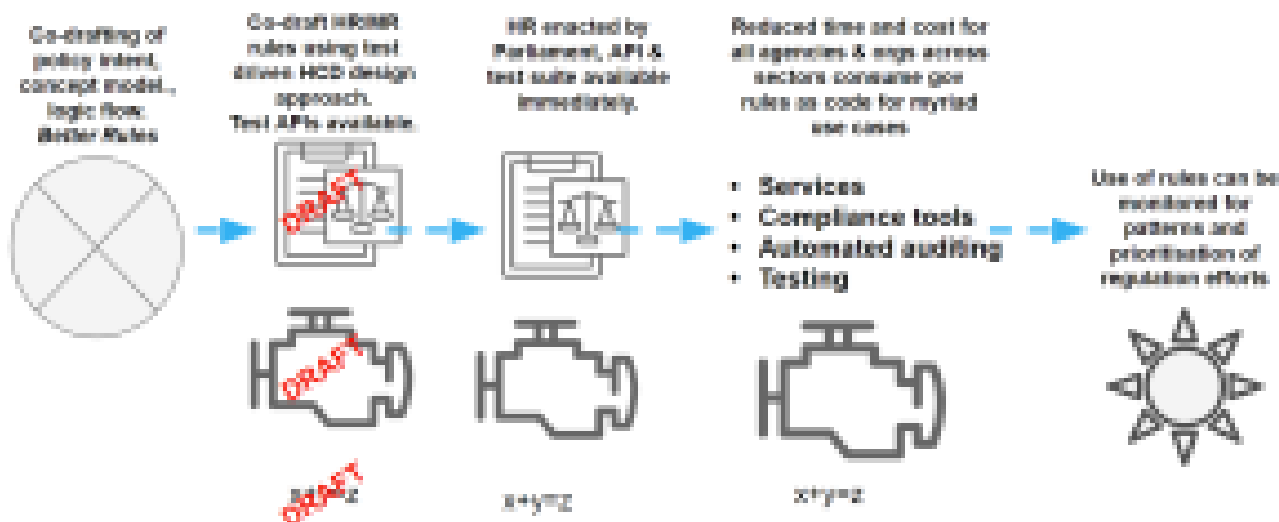 Co-drafting of
policy intent,
concept model.,
logic flow.
Better Rules
Co-draft HR/MR
rules using test
driven HCD design
approach.
Test APIs available.
HR enacted by
Parliament, API &
test suite available
immediately.
Reduced time and cost for
all agencies & orgs across
sectors consume gov
rules as code for myriad
use cases
• Services
• Compliance tools
• Automated auditing
• Testing
Use of rules can be
monitored for
patterns and
prioritisation of
regulation efforts
DRAFT
DRAFT
DRAFT
x+y=z
x+y=z